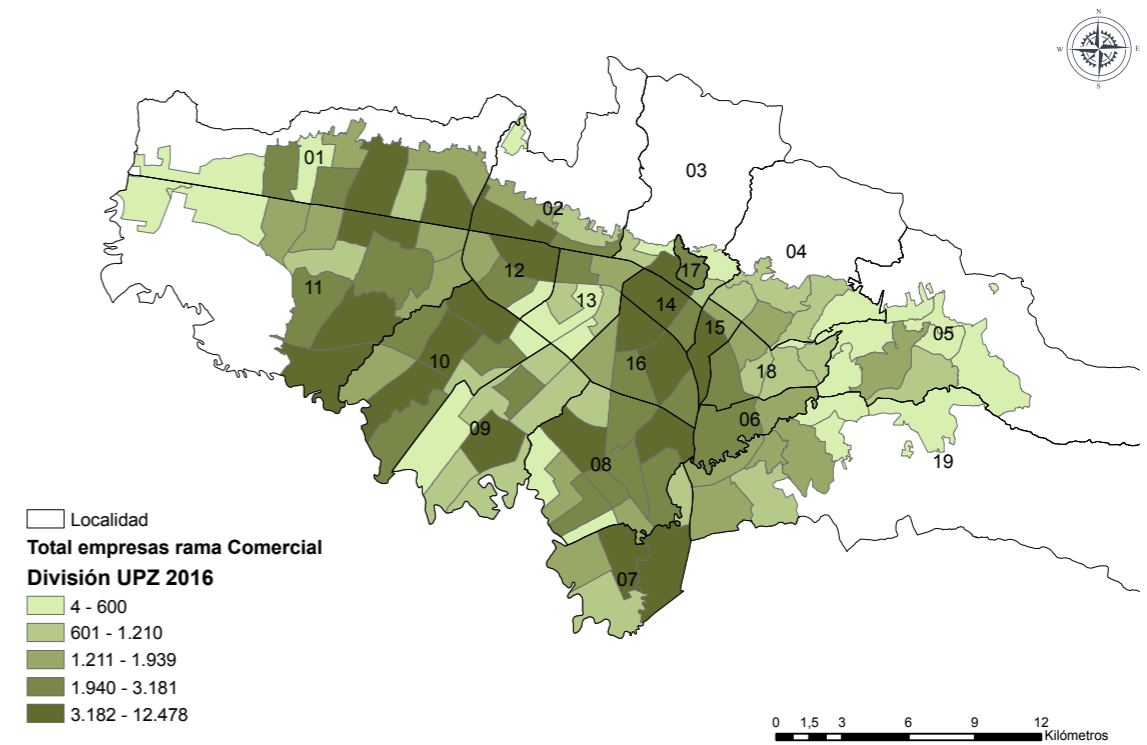 N
W
E
S
03
01
02
04
17
12
13
11
14
15
05
10
16
18
06
09
08
19
07
Localidad
Total empresas rama Comercial
División UPZ 2016
4 - 600
601 - 1.210
1.211 - 1.939
1.940 - 3.181
3.182 - 12.478
0 1,5 3 6 9 12
Kilómetros